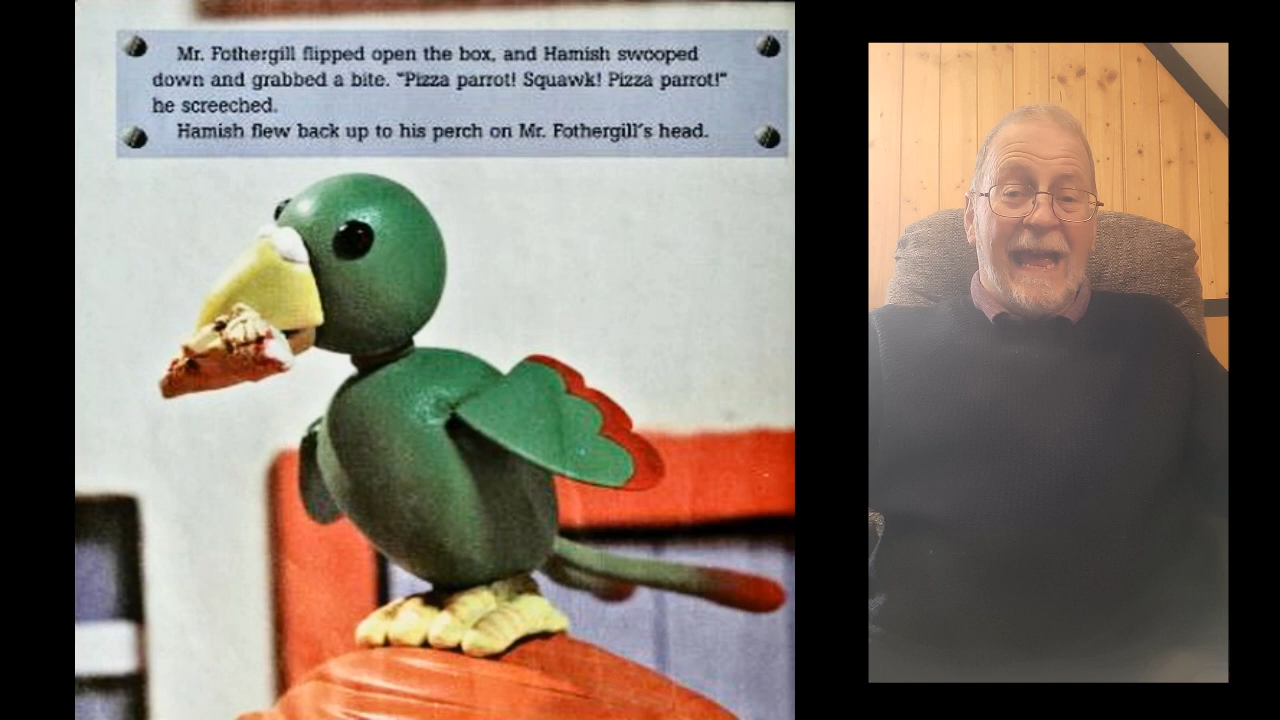 Mr. Fothergill flipped open the box, and Hamish swooped
down and grabbed a bite. "Pizza parrot! Squawk! Pizza parrot!"
he screeched.
Hamish flew back up to his perch on Mr. Fothergill's head.